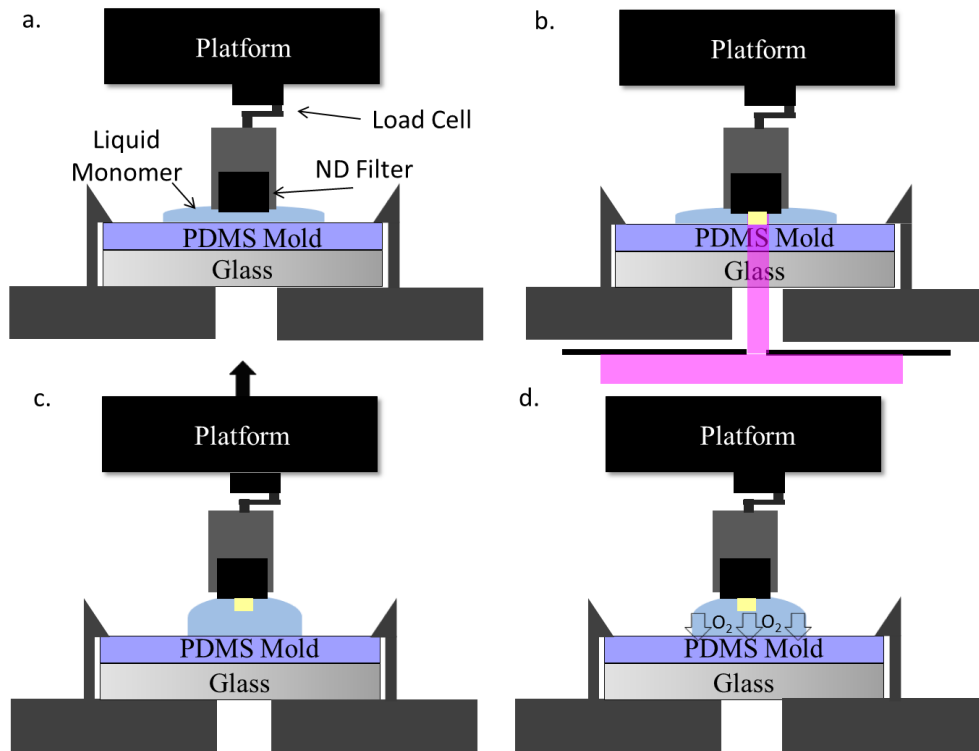 a.
Platform
Load Cell
Liquid
Monomer
ND Filter
PDMS Mold
Glass
b.
Platform
PDMS Mold
Glass
c.
Platform
PDMS Mold
Glass
d.
Platform
O₂ O₂
PDMS Mold
Glass